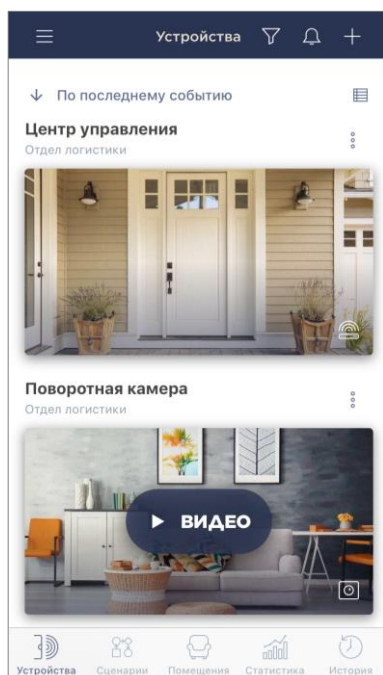 Устройства
По последнему событию
Центр управления
Отдел логистики
Поворотная камера
Отдел логистики
ВИДЕО
Устройства Сценарии Помещения Статистика История